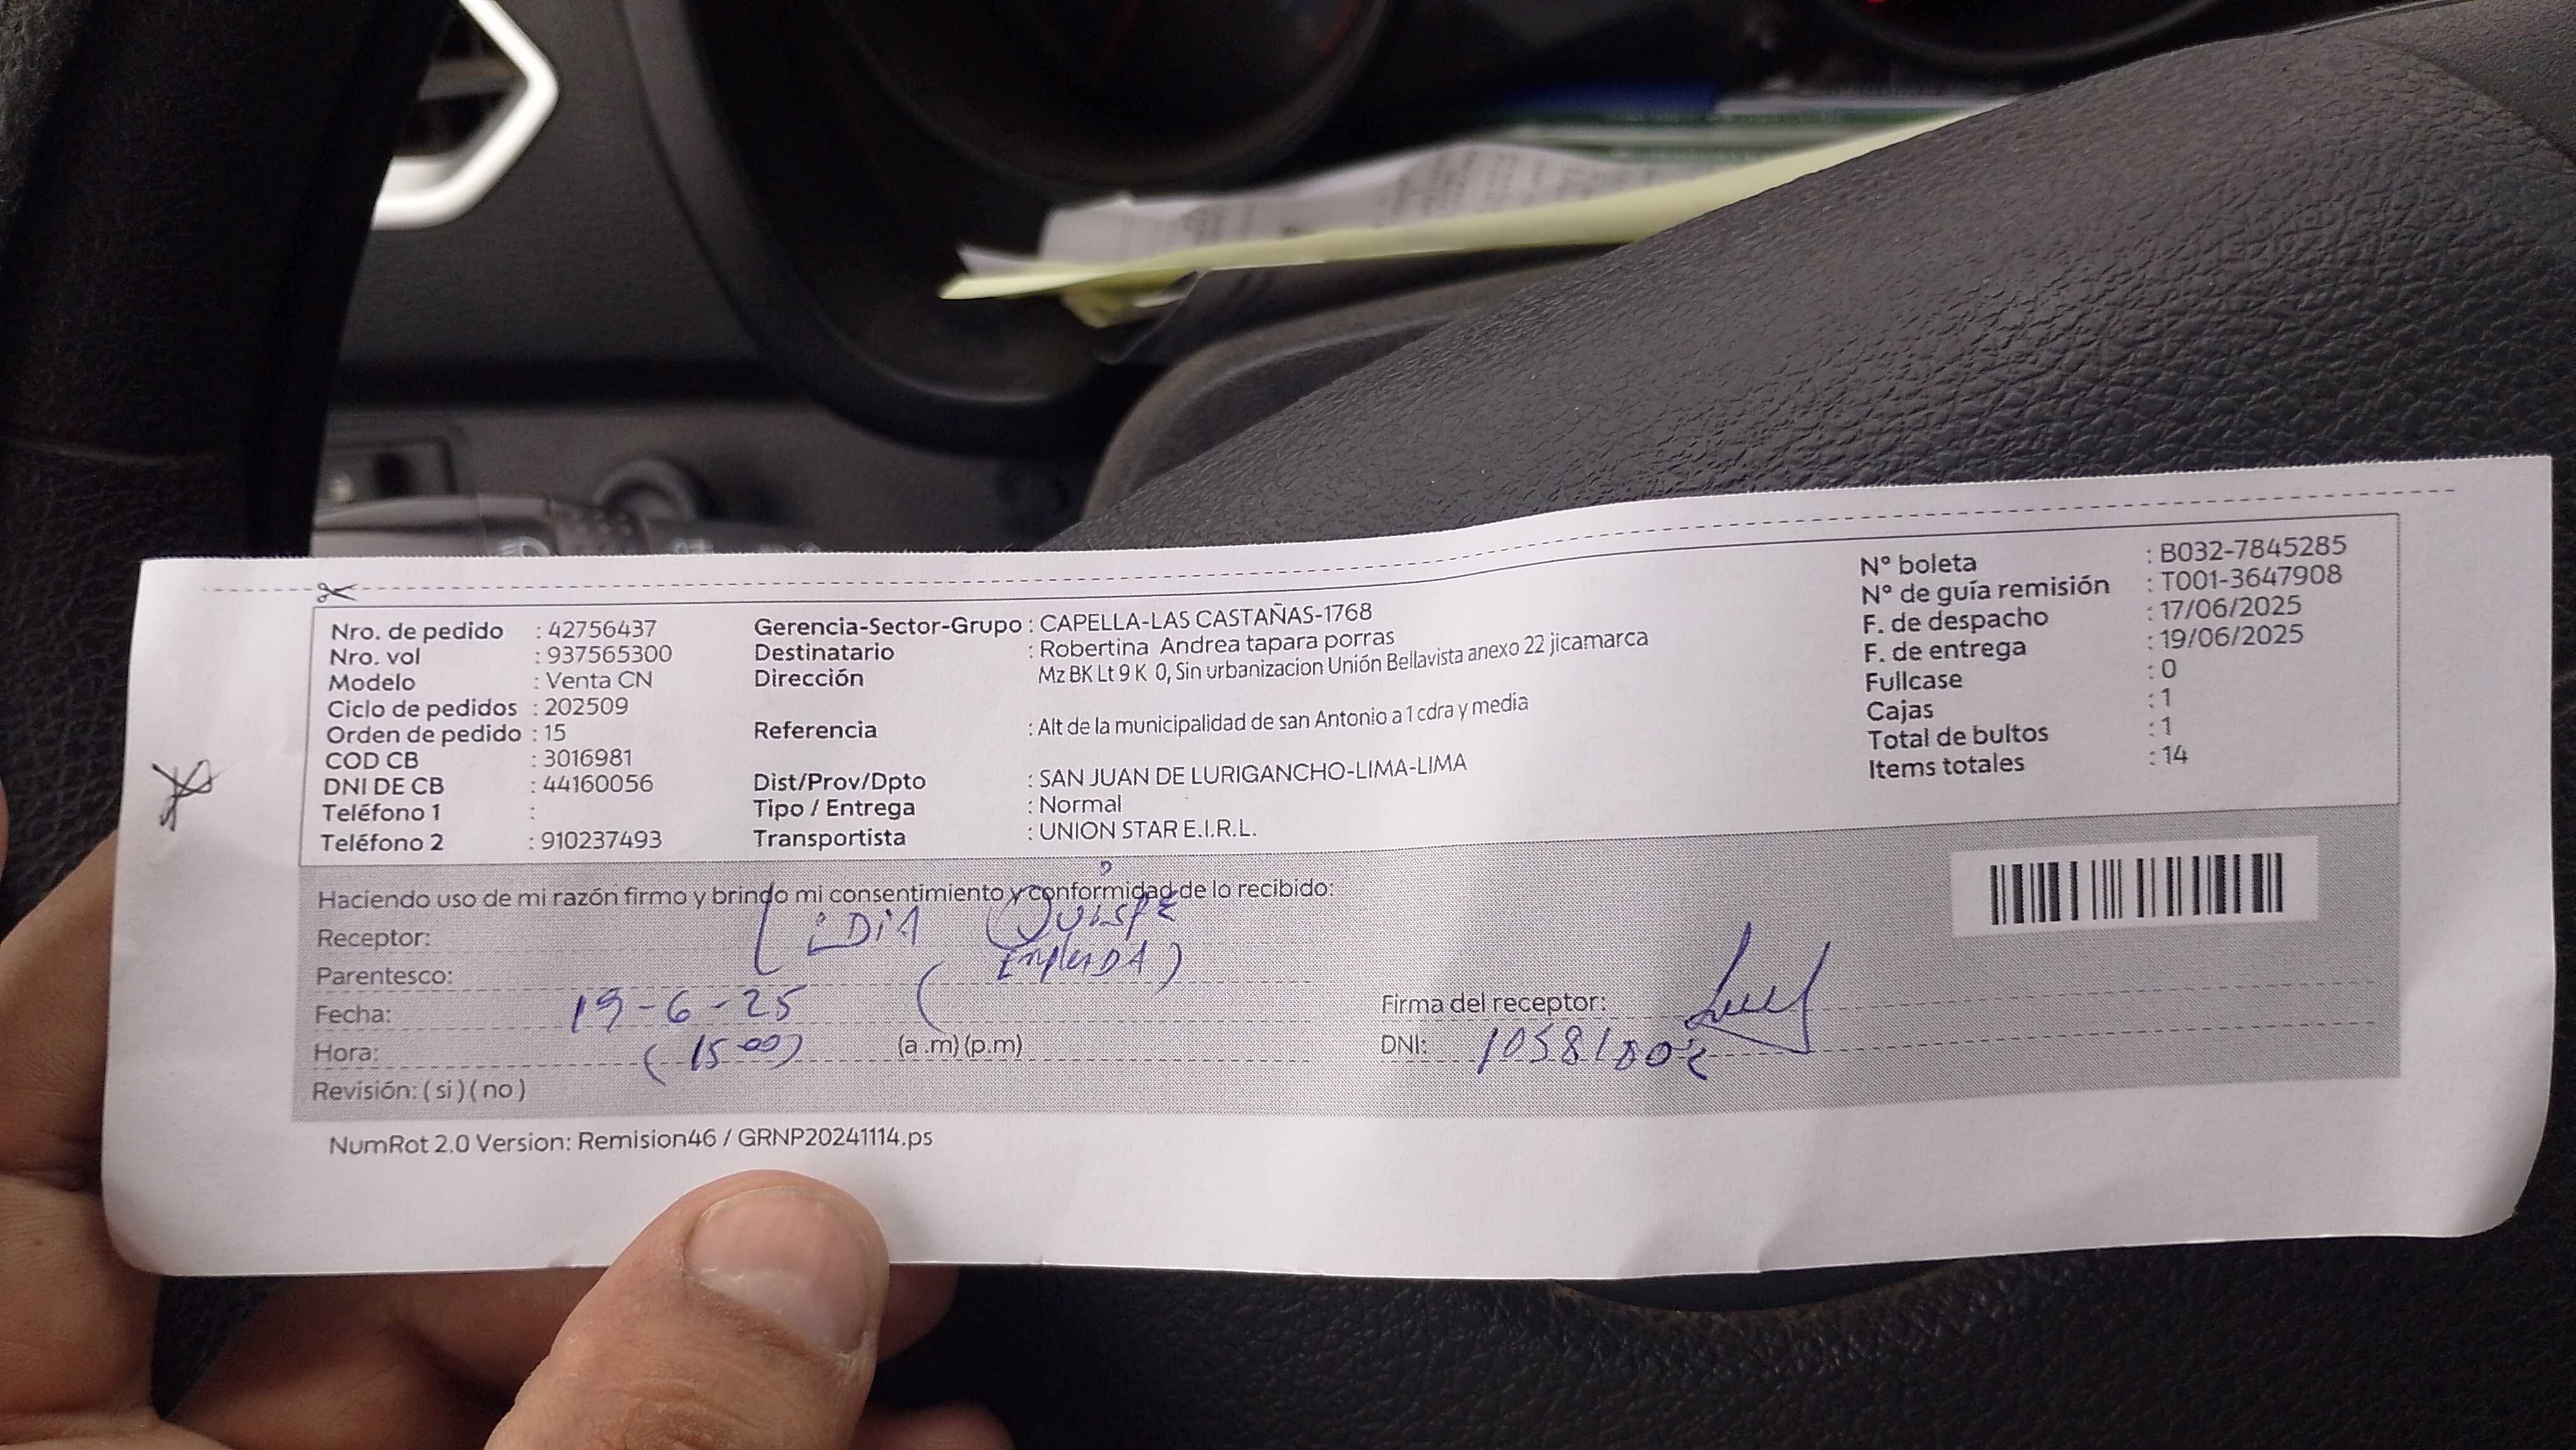 Nro. de pedido : 42756437
Nro. vol : 937565300
Modelo : Venta CN
Ciclo de pedidos : 202509
Orden de pedido : 15
COD CB : 3016981
DNI DE CB : 44160056
Teléfono 1 :
Teléfono 2 : 910237493
Gerencia-Sector-Grupo : CAPELLA-LAS CASTAÑAS-1768
Destinatario : Robertina Andrea tapara porras
Dirección Mz BK Lt 9 K 0, Sin urbanizacion Unión Bellavista anexo 22 jicamarca
Referencia : Alt de la municipalidad de san Antonio a 1 cdra y media
Dist/Prov/Dpto : SAN JUAN DE LURIGANCHO-LIMA-LIMA
Tipo / Entrega : Normal
Transportista : UNION STAR E.I.R.L.
N° boleta : B032-7845285
N° de guía remisión : T001-3647908
F. de despacho : 17/06/2025
F. de entrega : 19/06/2025
Fullcase : 0
Cajas : 1
Total de bultos : 1
Items totales : 14
Haciendo uso de mi razón firmo y brindo mi consentimiento y conformidad de lo recibido:
Receptor: LiDiA QUISPE
Parentesco:
Fecha: 19-6-25
Hora: (15 00) (a .m) (p.m)
Revisión: ( si ) ( no )
Firma del receptor:
DNI:
NumRot 2.0 Version: Remision46 / GRNP20241114.ps